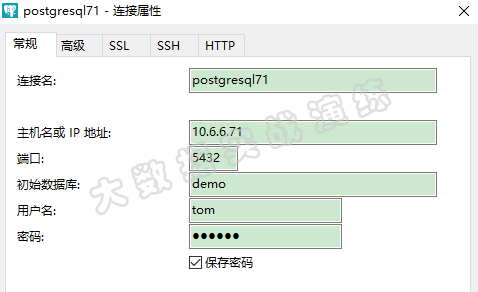 postgresql71 - 连接属性
常规 高级 SSL SSH HTTP
连接名: postgresql71
主机名或 IP 地址: 10.6.6.71
端口: 5432
初始数据库: demo
用户名: tom
密码: ●●●●●●
保存密码
大数据实战演练